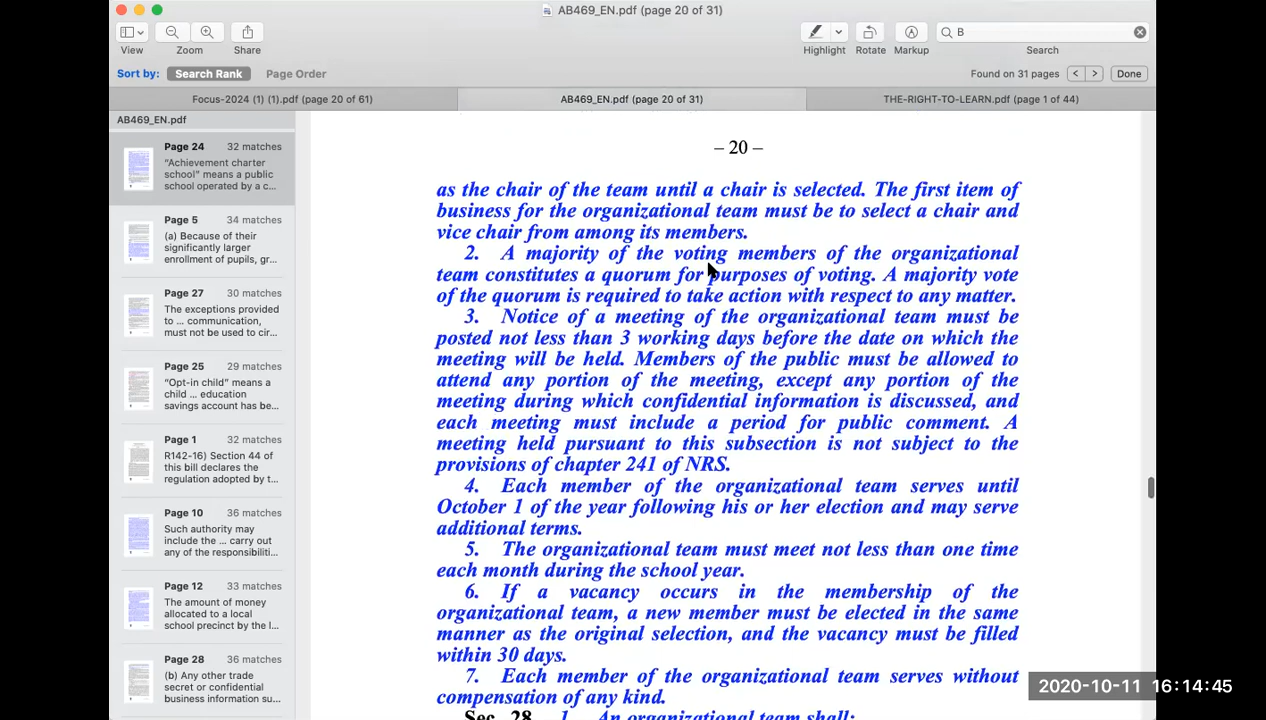 AB469_EN.pdf (page 20 of 31)
B
View
Zoom
Share
Highlight
Rotate
Markup
Search
Sort by:
Search Rank
Page Order
Found on 31 pages
Done
Focus-2024 (1) (1).pdf (page 20 of 61)
AB469_EN.pdf (page 20 of 31)
THE-RIGHT-TO-LEARN.pdf (page 1 of 44)
AB469_EN.pdf
Page 24 32 matches
“Achievement charter
school” means a public
school operated by a c...
Page 5 34 matches
(a) Because of their
significantly larger
enrollment of pupils, gr...
Page 27 30 matches
The exceptions provided
to ... communication,
must not be used to cir...
Page 25 29 matches
“Opt-in child” means a
child ... education
savings account has be...
Page 1 32 matches
R142-16) Section 44 of
this bill declares the
regulation adopted by t...
Page 10 36 matches
Such authority may
include the ... carry out
any of the responsibiliti...
Page 12 33 matches
The amount of money
allocated to a local
school precinct by the l...
Page 28 36 matches
(b) Any other trade
secret or confidential
business information su...
– 20 –
as the chair of the team until a chair is selected. The first item of
business for the organizational team must be to select a chair and
vice chair from among its members.
2. A majority of the voting members of the organizational
team constitutes a quorum for purposes of voting. A majority vote
of the quorum is required to take action with respect to any matter.
3. Notice of a meeting of the organizational team must be
posted not less than 3 working days before the date on which the
meeting will be held. Members of the public must be allowed to
attend any portion of the meeting, except any portion of the
meeting during which confidential information is discussed, and
each meeting must include a period for public comment. A
meeting held pursuant to this subsection is not subject to the
provisions of chapter 241 of NRS.
4. Each member of the organizational team serves until
October 1 of the year following his or her election and may serve
additional terms.
5. The organizational team must meet not less than one time
each month during the school year.
6. If a vacancy occurs in the membership of the
organizational team, a new member must be elected in the same
manner as the original selection, and the vacancy must be filled
within 30 days.
7. Each member of the organizational team serves without
compensation of any kind.
Sec. 28. 1. An organizational team shall:
2020-10-11 16:14:45